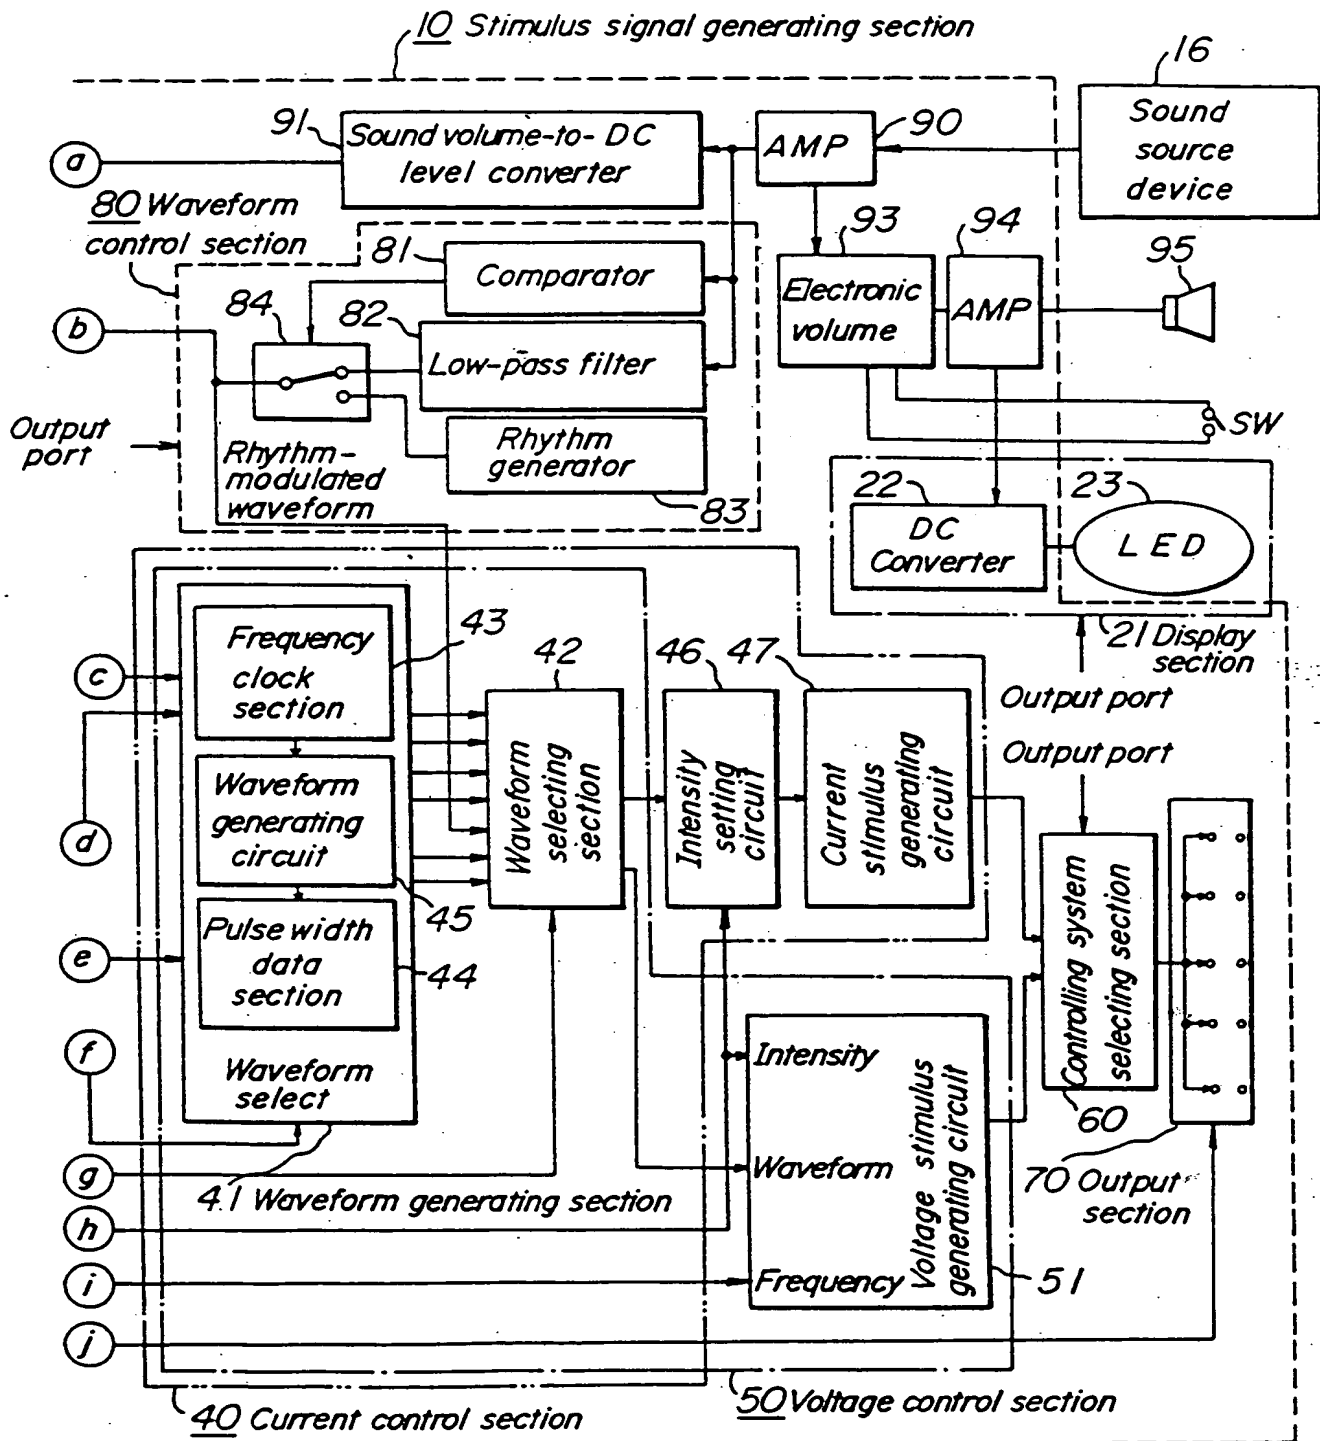 10 Stimulus signal generating section
16
Sound
source
device
91
Sound volume-to-DC
level converter
90
AMP
a
80 Waveform
control section
81
Comparator
93
Electronic
volume
94
AMP
95
84
82
Low-pass filter
b
SW
Output
port
Rhythm-
modulated
waveform
Rhythm
generator
83
22
DC
Converter
23
LED
21 Display
section
Frequency
clock
section
43
c
42
Waveform
selecting
section
46
Intensity
setting
circuit
47
Current
stimulus
generating
circuit
Output port
Output port
d
Waveform
generating
circuit
45
Pulse width
data
section
44
e
Controlling system
selecting section
60
f
Waveform
select
Intensity
Waveform
Frequency
Voltage stimulus
generating circuit
51
70 Output
section
g
41 Waveform generating section
h
i
j
40 Current control section
50 Voltage control section